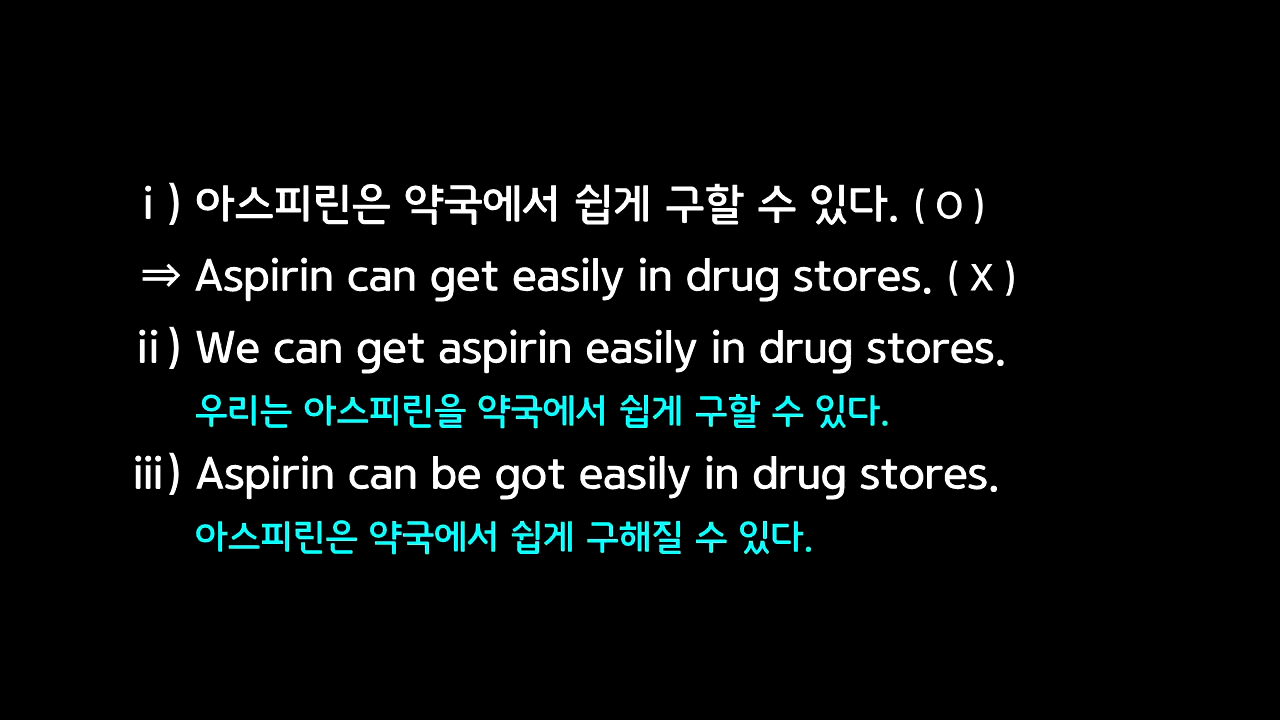 ⅰ) 아스피린은 약국에서 쉽게 구할 수 있다. ( O )
⇒ Aspirin can get easily in drug stores. ( X )
ⅱ) We can get aspirin easily in drug stores.
우리는 아스피린을 약국에서 쉽게 구할 수 있다.
ⅲ) Aspirin can be got easily in drug stores.
아스피린은 약국에서 쉽게 구해질 수 있다.